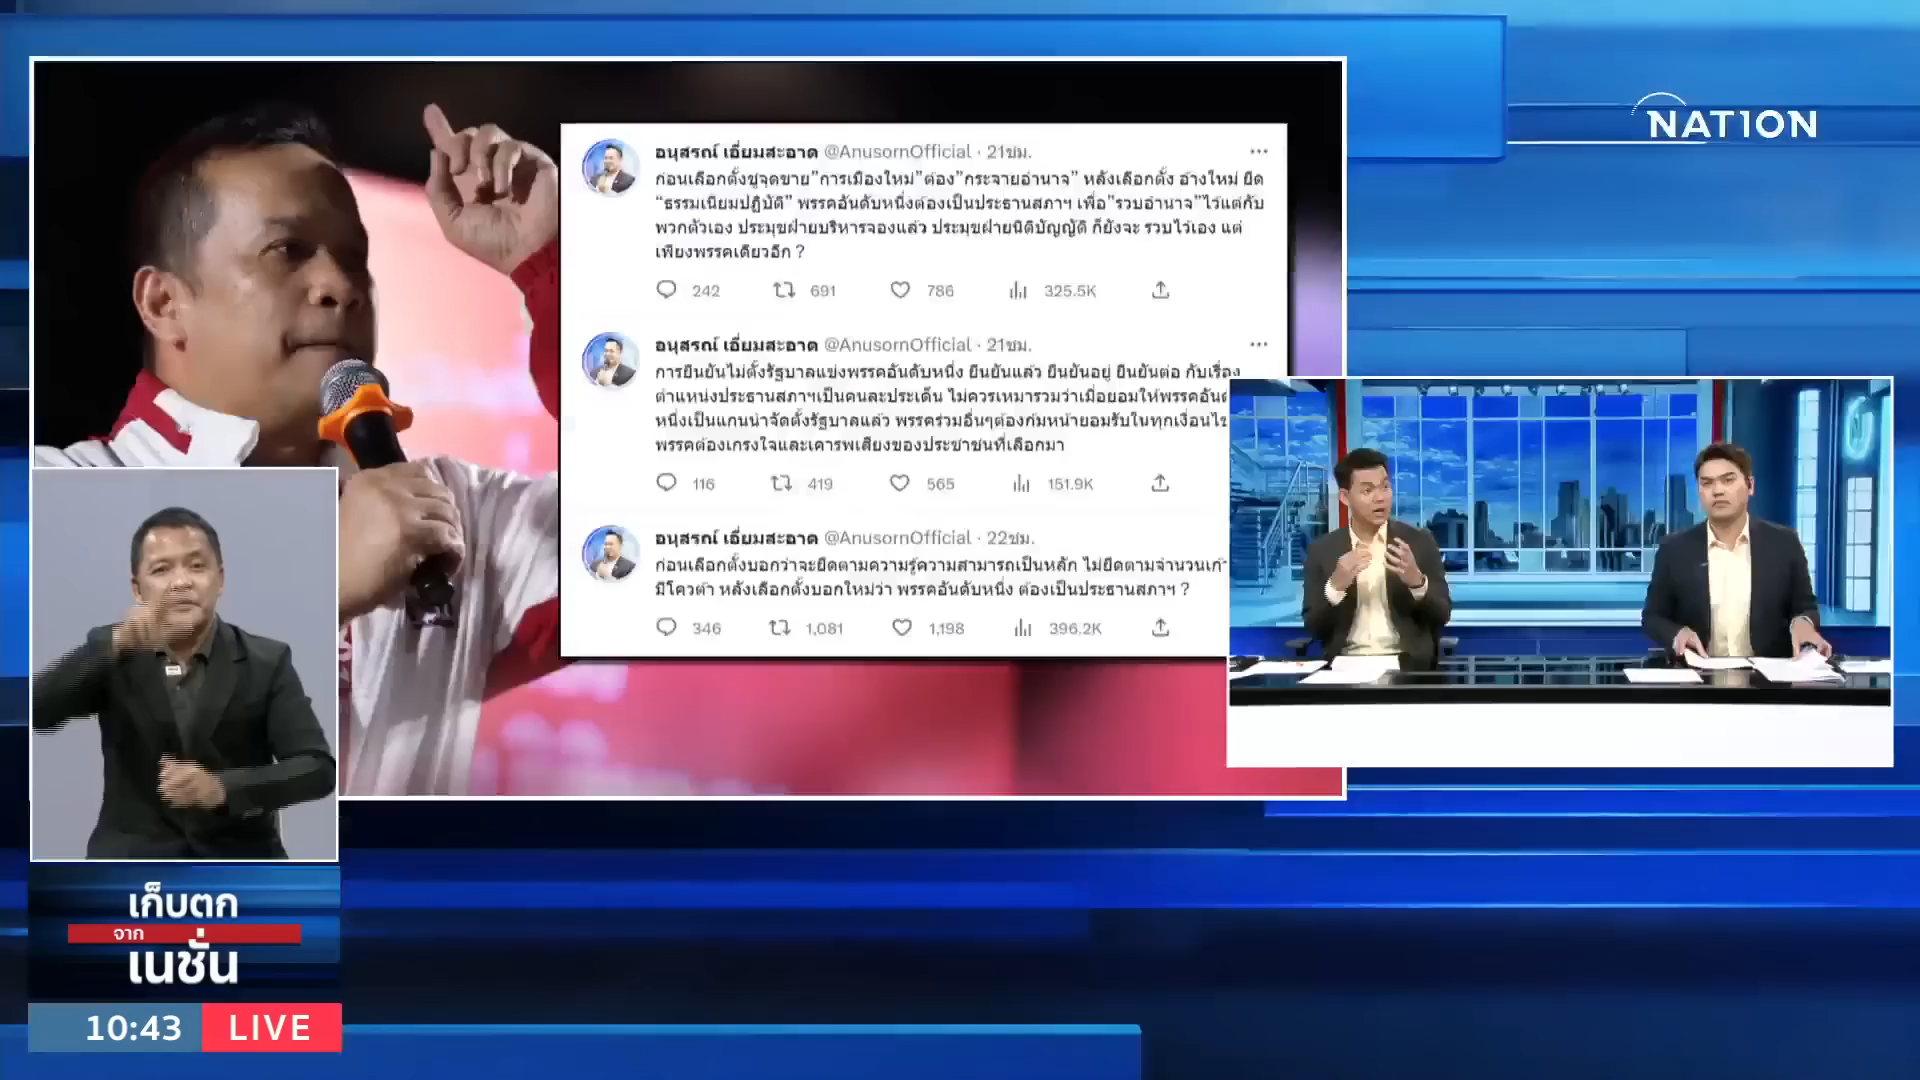 NATION
อนุสรณ์ เอี่ยมสะอาด @AnusornOfficial · 21ชม.
ก่อนเลือกตั้งชูจุดขาย"การเมืองใหม่"ต้อง"กระจายอำนาจ" หลังเลือกตั้ง อ้างใหม่ ยึด
"ธรรมเนียมปฏิบัติ" พรรคอันดับหนึ่งต้องเป็นประธานสภาฯ เพื่อ"รวบอำนาจ"ไว้แต่กับ
พวกตัวเอง ประมุขฝ่ายบริหารจองแล้ว ประมุขฝ่ายนิติบัญญัติ ก็ยังจะ รวบไว้เอง แต่
เพียงพรรคเดียวอีก ?
242 691 786 325.5K
อนุสรณ์ เอี่ยมสะอาด @AnusornOfficial · 21ชม.
การยืนยันไม่ตั้งรัฐบาลแข่งพรรคอันดับหนึ่ง ยืนยันแล้ว ยืนยันอยู่ ยืนยันต่อ กับเรื่อง
ตำแหน่งประธานสภาฯเป็นคนละประเด็น ไม่ควรเหมารวมว่าเมื่อยอมให้พรรคอันดับ
หนึ่งเป็นแกนนำจัดตั้งรัฐบาลแล้ว พรรคร่วมอื่นๆต้องก้มหน้ายอมรับในทุกเงื่อนไข
พรรคต้องเกรงใจและเคารพเสียงของประชาชนที่เลือกมา
116 419 565 151.9K
อนุสรณ์ เอี่ยมสะอาด @AnusornOfficial · 22ชม.
ก่อนเลือกตั้งบอกว่าจะยึดตามความรู้ความสามารถเป็นหลัก ไม่ยึดตามจำนวน
มีโควต้า หลังเลือกตั้งบอกใหม่ว่า พรรคอันดับหนึ่ง ต้องเป็นประธานสภาฯ ?
346 1,081 1,198 396.2K
เก็บตก
จาก
เนชั่น
10:43 LIVE